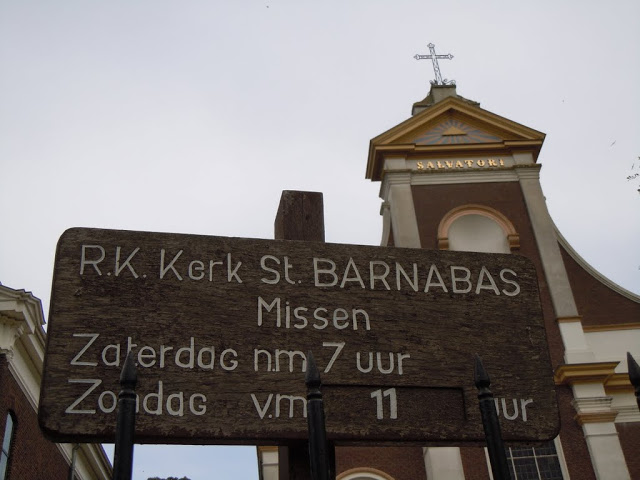 SALVATORI
R.K. Kerk St. BARNABAS
Missen
Zaterdag n.m 7 uur
Zondag v.m 11 uur